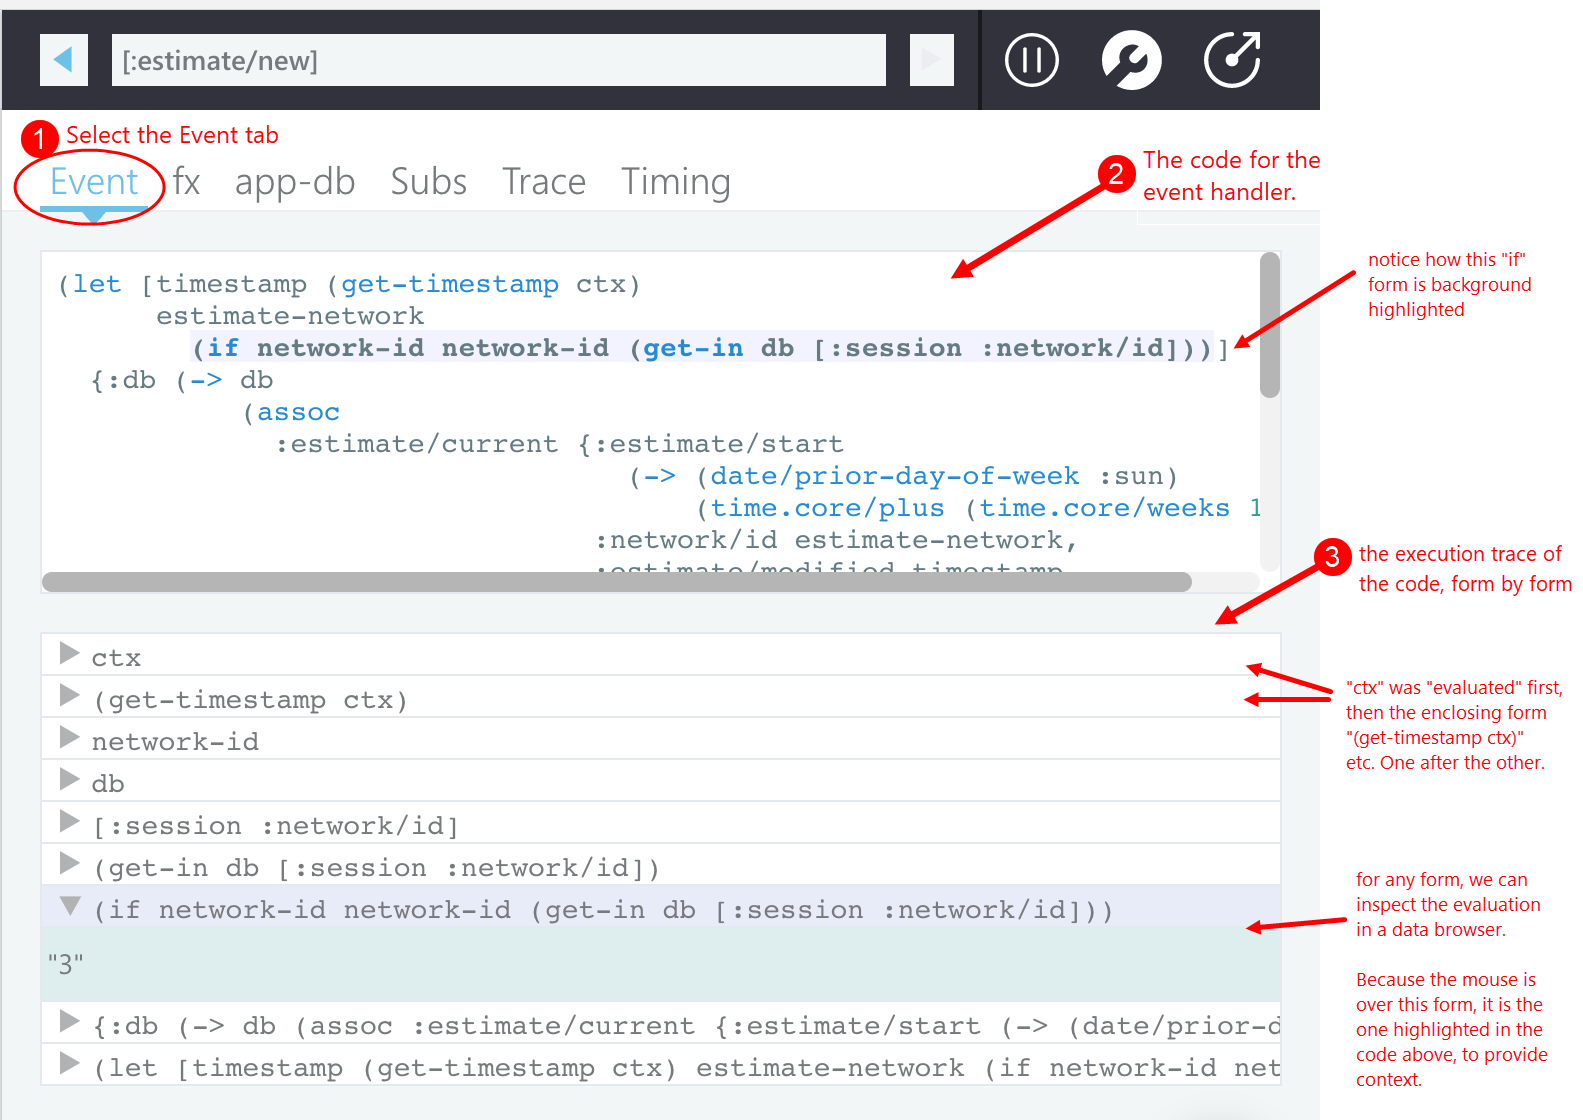 [:estimate/new]
1 Select the Event tab
Event fx app-db Subs Trace Timing
2 The code for the
event handler.
(let [timestamp (get-timestamp ctx)
estimate-network
(if network-id network-id (get-in db [:session :network/id]))]
{:db (-> db
(assoc
:estimate/current {:estimate/start
(-> (date/prior-day-of-week :sun)
(time.core/plus (time.core/weeks 1
:network/id estimate-network,
:estimate/modified timestamp
notice how this "if"
form is background
highlighted
3 the execution trace of
the code, form by form
ctx
(get-timestamp ctx)
network-id
db
[:session :network/id]
(get-in db [:session :network/id])
(if network-id network-id (get-in db [:session :network/id]))
"3"
{:db (-> db (assoc :estimate/current {:estimate/start (-> (date/prior-d
(let [timestamp (get-timestamp ctx) estimate-network (if network-id net
"ctx" was "evaluated" first,
then the enclosing form
"(get-timestamp ctx)"
etc. One after the other.
for any form, we can
inspect the evaluation
in a data browser.
Because the mouse is
over this form, it is the
one highlighted in the
code above, to provide
context.